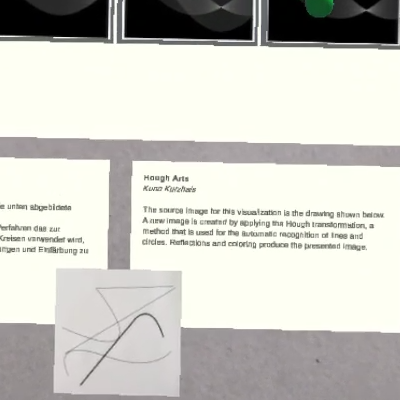 e unten abgebildete
erfahren das zur
Kreisen verwendet wird,
ungen und Einfärbung zu
Hough Arts
Kuno Kurzhals
The source image for this visualization is the drawing shown below.
A new image is created by applying the Hough transformation, a
method that is used for the automatic recognition of lines and
circles. Reflections and coloring produce the presented image.